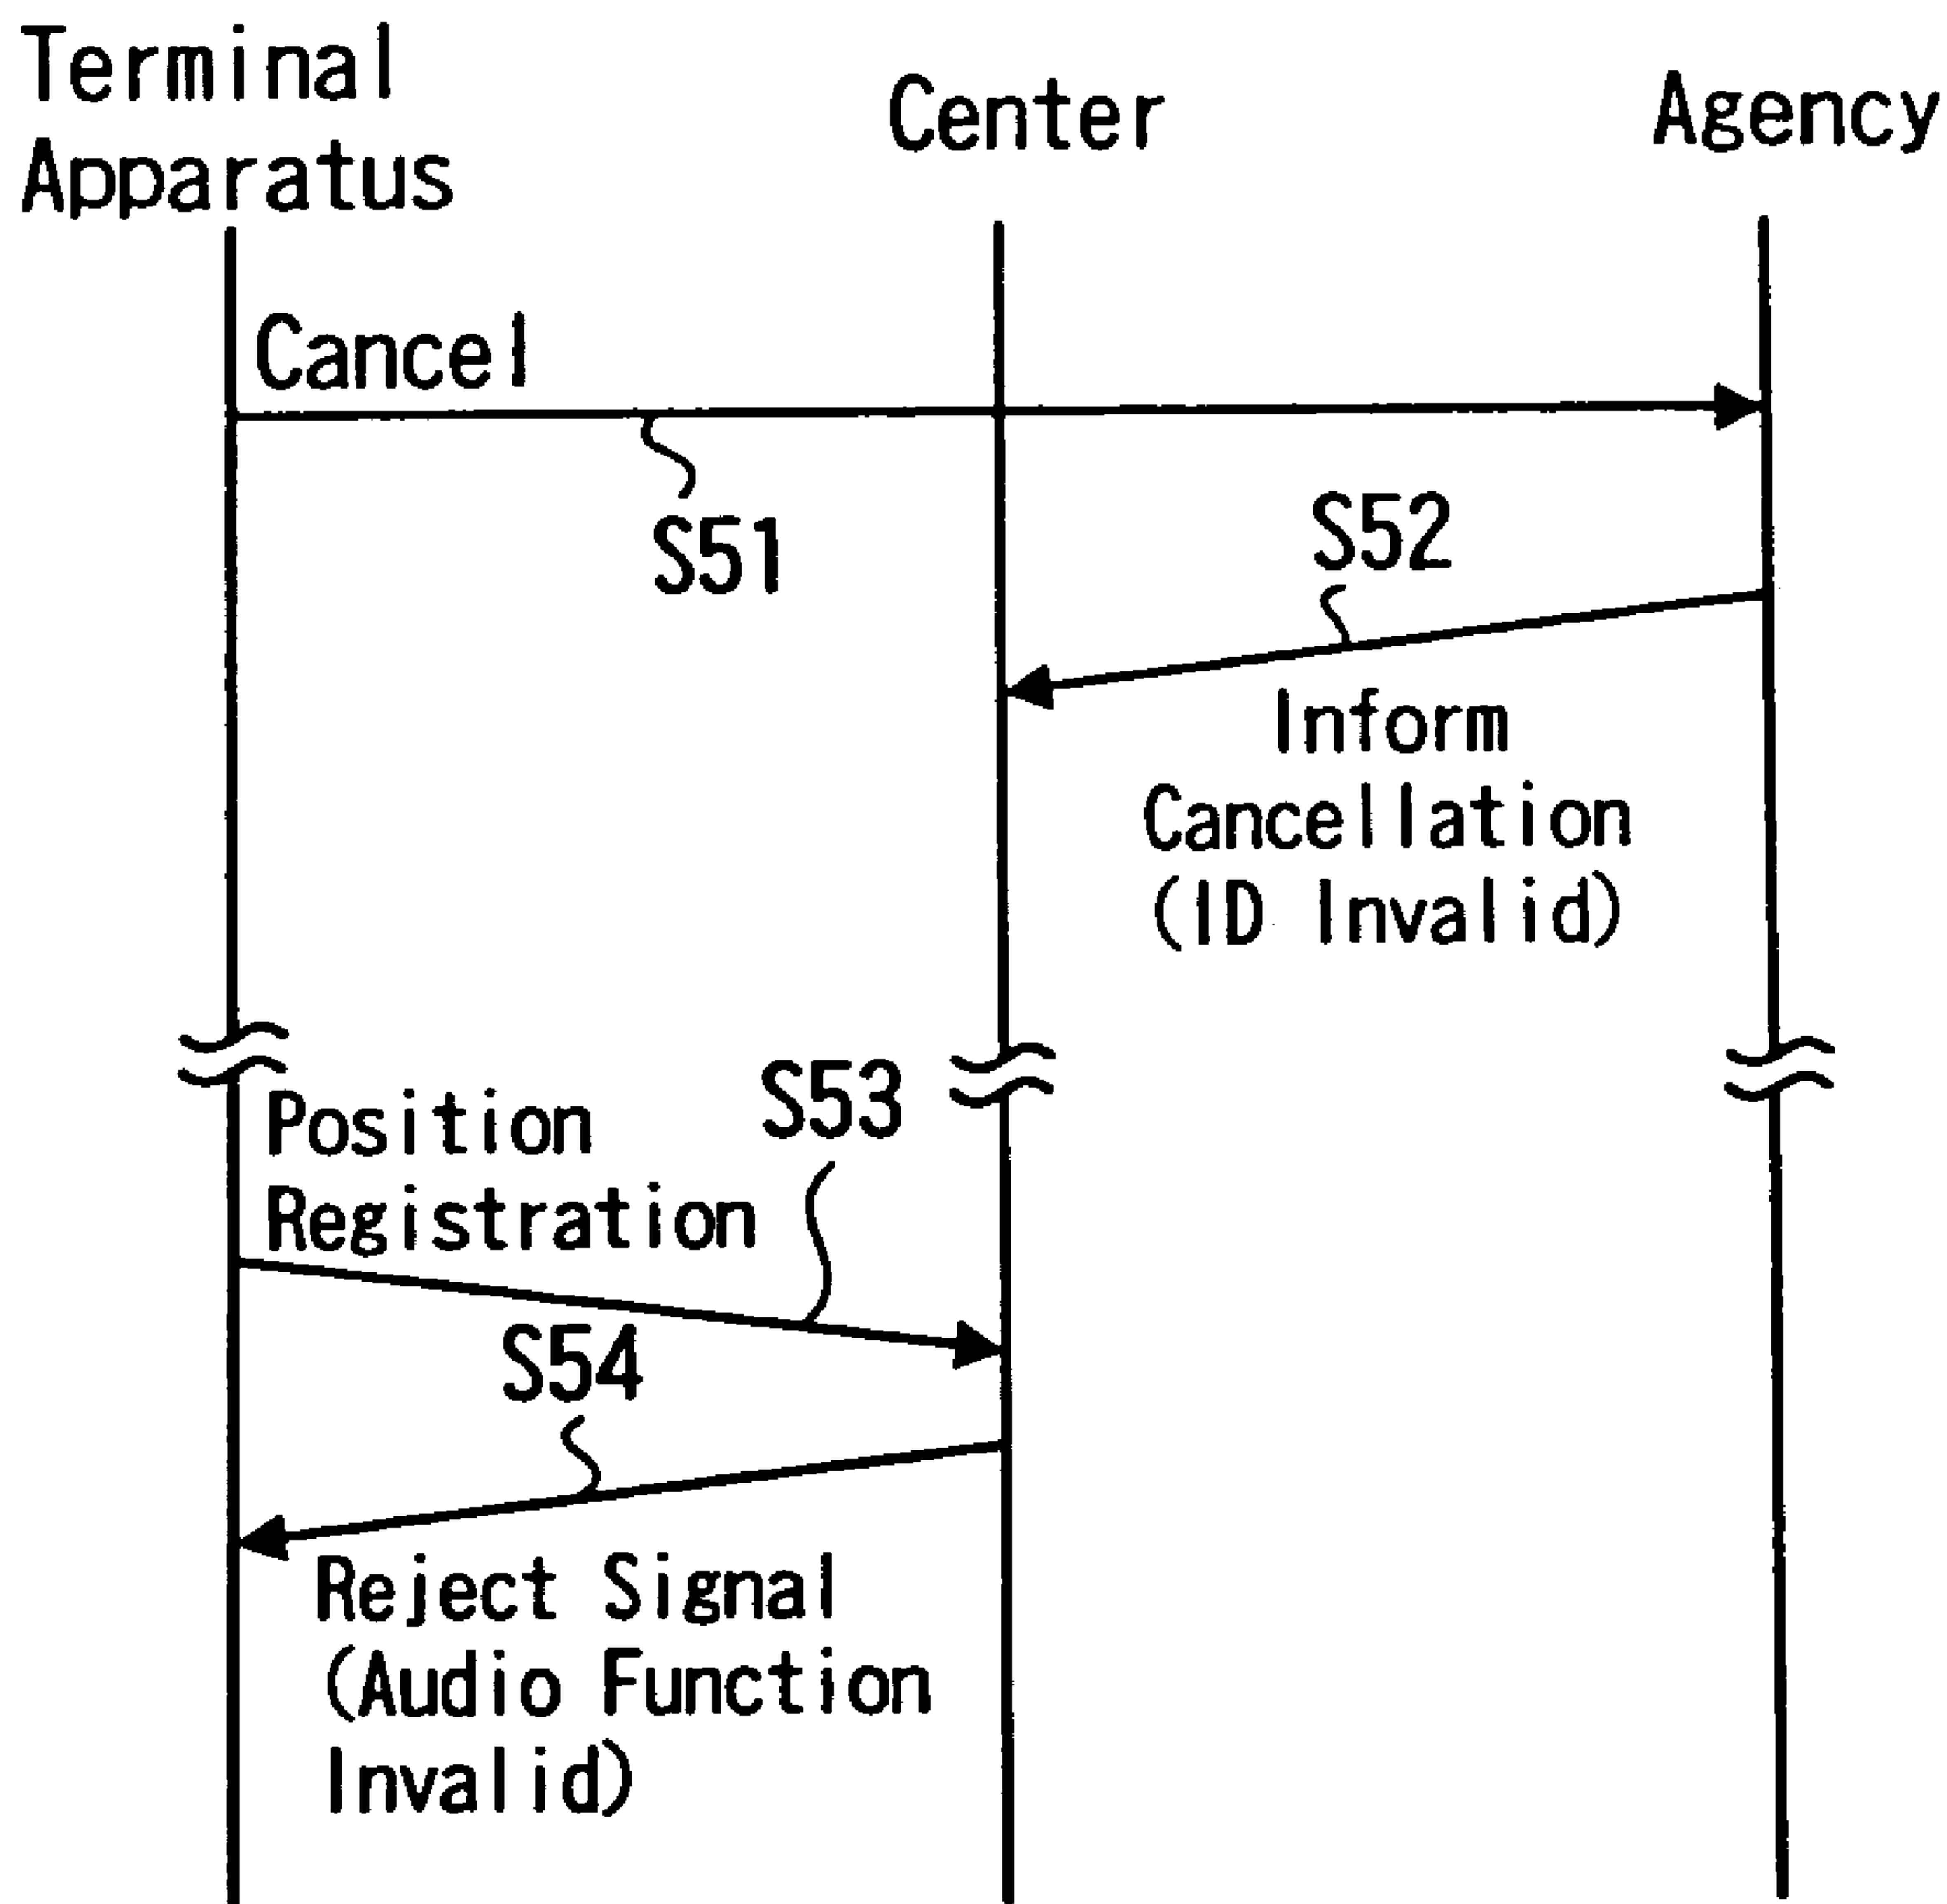 Terminal
Apparatus
Center
Agency
Cancel
S51
S52
Inform
Cancellation
(ID Invalid)
S53
Position
Registration
S54
Reject Signal
(Audio Function
Invalid)